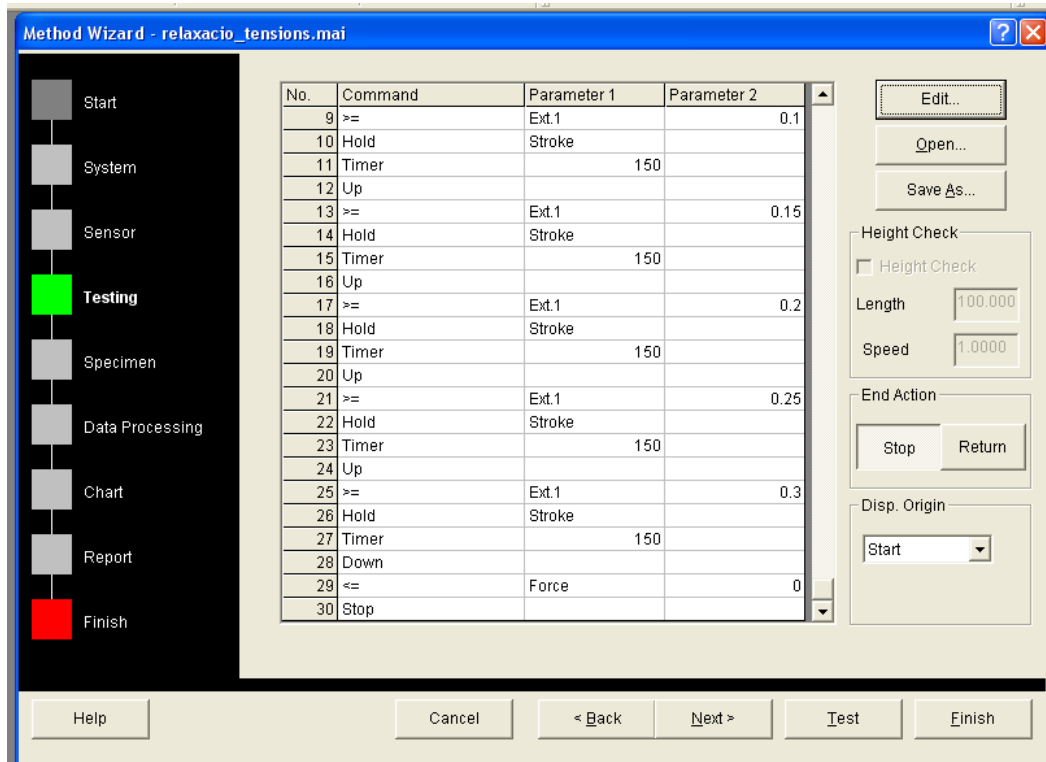 Method Wizard - relaxacio_tensions.mai
Start
System
Sensor
Testing
Specimen
Data Processing
Chart
Report
Finish
No. Command Parameter 1 Parameter 2
9 >= Ext.1 0.1
10 Hold Stroke
11 Timer 150
12 Up
13 >= Ext.1 0.15
14 Hold Stroke
15 Timer 150
16 Up
17 >= Ext.1 0.2
18 Hold Stroke
19 Timer 150
20 Up
21 >= Ext.1 0.25
22 Hold Stroke
23 Timer 150
24 Up
25 >= Ext.1 0.3
26 Hold Stroke
27 Timer 150
28 Down
29 <= Force 0
30 Stop
Edit...
Open...
Save As...
Height Check
Height Check
Length 100.000
Speed 1.0000
End Action
Stop Return
Disp. Origin
Start
Help Cancel < Back Next > Test Finish